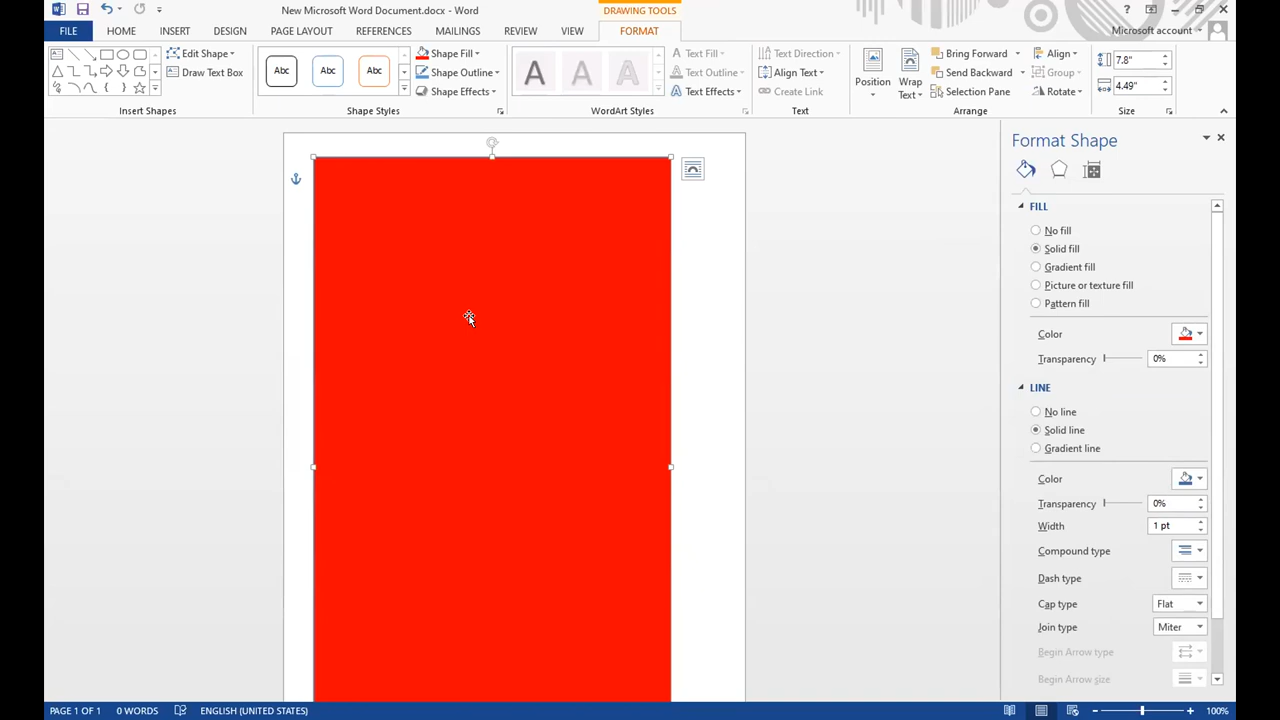 New Microsoft Word Document.docx - Word
DRAWING TOOLS
?
FILE HOME INSERT DESIGN PAGE LAYOUT REFERENCES MAILINGS REVIEW VIEW FORMAT Microsoft account
Edit Shape
Draw Text Box
Insert Shapes
Abc Abc Abc
Shape Fill
Shape Outline
Shape Effects
Shape Styles
A A A
Text Fill
Text Outline
Text Effects
WordArt Styles
Text Direction
Align Text
Create Link
Text
Position
Wrap
Text
Bring Forward
Send Backward
Selection Pane
Align
Group
Rotate
Arrange
7.8"
4.49"
Size
Format Shape
FILL
No fill
Solid fill
Gradient fill
Picture or texture fill
Pattern fill
Color
Transparency 0%
LINE
No line
Solid line
Gradient line
Color
Transparency 0%
Width 1 pt
Compound type
Dash type
Cap type Flat
Join type Miter
Begin Arrow type
Begin Arrow size
PAGE 1 OF 1 0 WORDS ENGLISH (UNITED STATES) 100%